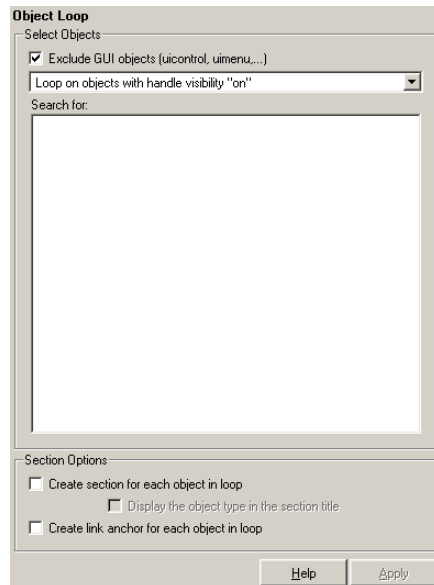 Object Loop
Select Objects
Exclude GUI objects (uicontrol, uimenu,...)
Loop on objects with handle visibility "on"
Search for:
Section Options
Create section for each object in loop
Display the object type in the section title
Create link anchor for each object in loop
Help
Apply